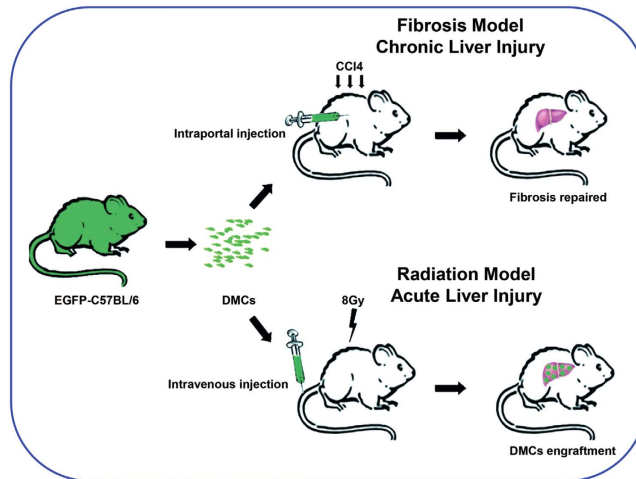 Fibrosis Model
Chronic Liver Injury
CCl4
Intraportal injection
Fibrosis repaired
EGFP-C57BL/6
DMCs
Radiation Model
Acute Liver Injury
8Gy
Intravenous injection
DMCs engraftment